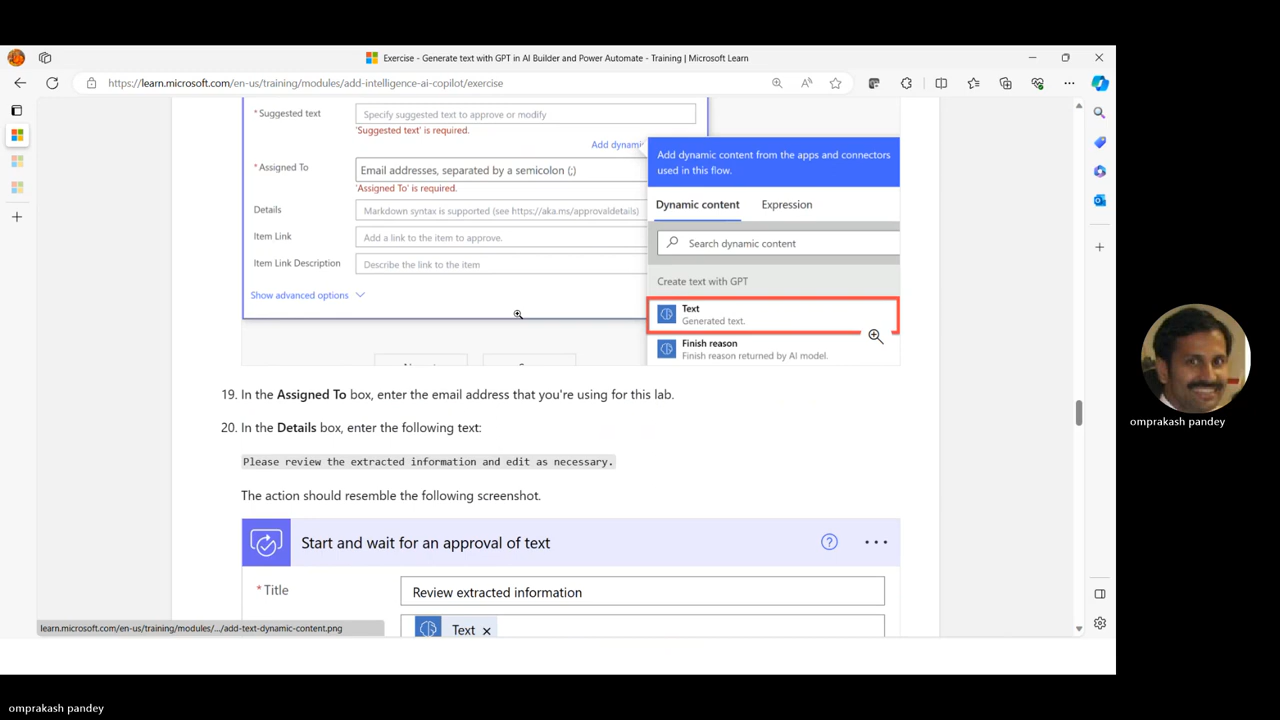 Exercise - Generate text with GPT in AI Builder and Power Automate - Training | Microsoft Learn
https://learn.microsoft.com/en-us/training/modules/add-intelligence-ai-copilot/exercise
* Suggested text
Specify suggested text to approve or modify
'Suggested text' is required.
Add dynami
* Assigned To
Email addresses, separated by a semicolon (;)
'Assigned To' is required.
Details
Markdown syntax is supported (see https://aka.ms/approvaldetails)
Item Link
Add a link to the item to approve.
Item Link Description
Describe the link to the item
Show advanced options
Add dynamic content from the apps and connectors
used in this flow.
Dynamic content
Expression
Search dynamic content
Create text with GPT
Text
Generated text.
Finish reason
Finish reason returned by AI model.
19. In the Assigned To box, enter the email address that you're using for this lab.
20. In the Details box, enter the following text:
Please review the extracted information and edit as necessary.
The action should resemble the following screenshot.
Start and wait for an approval of text
* Title
Review extracted information
Text
learn.microsoft.com/en-us/training/modules/.../add-text-dynamic-content.png
omprakash pandey
omprakash pandey